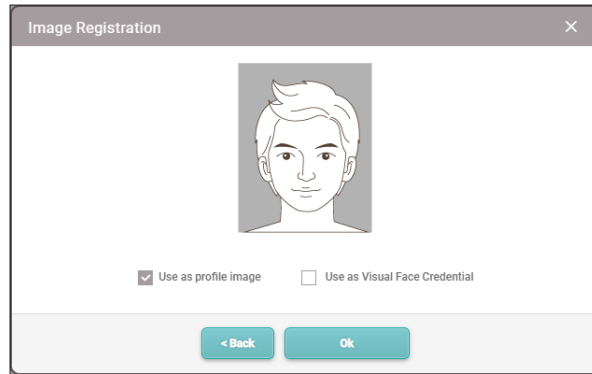 Image Registration
Use as profile image
Use as Visual Face Credential
< Back
Ok